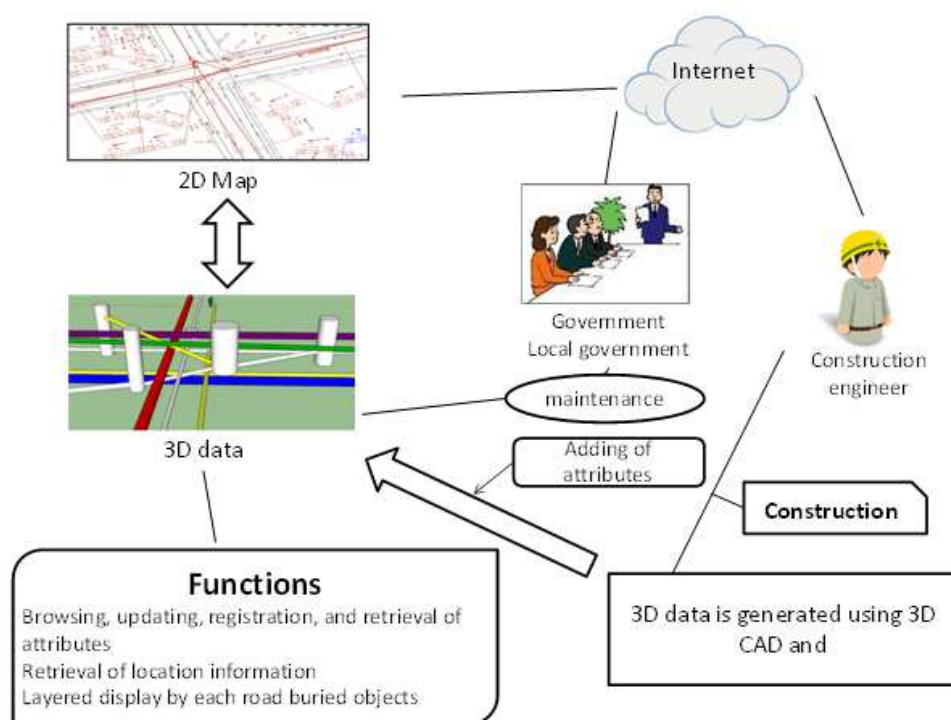 Internet
2D Map
Government
Local government
Construction
engineer
maintenance
3D data
Adding of
attributes
Construction
Functions
Browsing, updating, registration, and retrieval of
attributes
Retrieval of location information
Layered display by each road buried objects
3D data is generated using 3D
CAD and